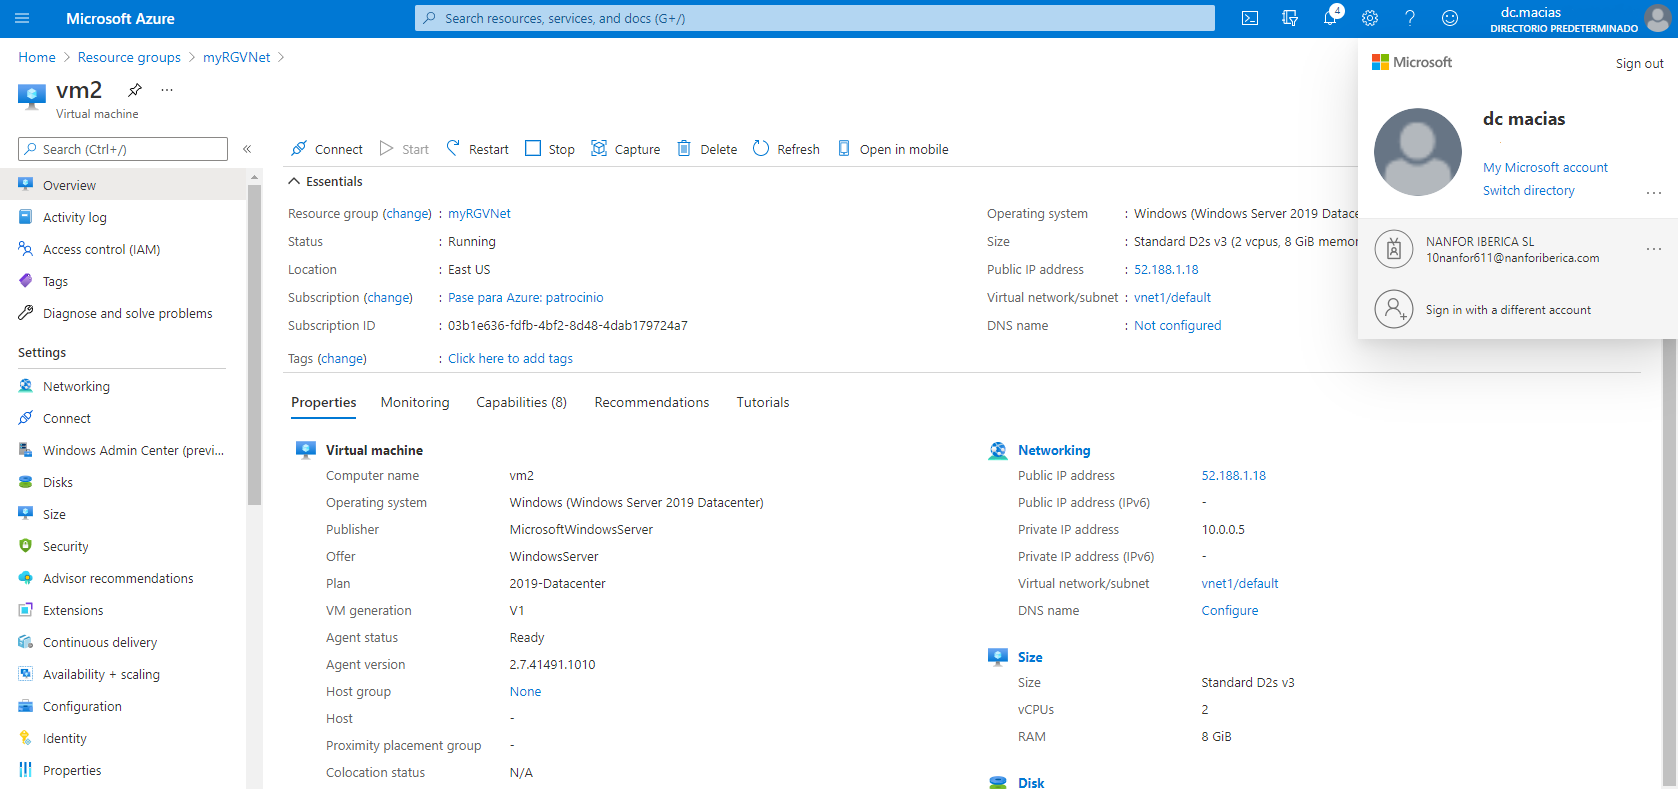 Microsoft Azure
Search resources, services, and docs (G+/)
4
dc.macias
DIRECTORIO PREDETERMINADO
Home > Resource groups > myRGVNet >
vm2
...
Virtual machine
Search (Ctrl+/)
«
Overview
Activity log
Access control (IAM)
Tags
Diagnose and solve problems
Settings
Networking
Connect
Windows Admin Center (previ...
Disks
Size
Security
Advisor recommendations
Extensions
Continuous delivery
Availability + scaling
Configuration
Identity
Properties
Connect
Start
Restart
Stop
Capture
Delete
Refresh
Open in mobile
Essentials
Resource group (change) : myRGVNet
Status : Running
Location : East US
Subscription (change) : Pase para Azure: patrocinio
Subscription ID : 03b1e636-fdfb-4bf2-8d48-4dab179724a7
Tags (change) : Click here to add tags
Operating system : Windows (Windows Server 2019 Datace
Size : Standard D2s v3 (2 vcpus, 8 GiB memor
Public IP address : 52.188.1.18
Virtual network/subnet : vnet1/default
DNS name : Not configured
Properties
Monitoring
Capabilities (8)
Recommendations
Tutorials
Virtual machine
Computer name vm2
Operating system Windows (Windows Server 2019 Datacenter)
Publisher MicrosoftWindowsServer
Offer WindowsServer
Plan 2019-Datacenter
VM generation V1
Agent status Ready
Agent version 2.7.41491.1010
Host group None
Host -
Proximity placement group -
Colocation status N/A
Networking
Public IP address 52.188.1.18
Public IP address (IPv6) -
Private IP address 10.0.0.5
Private IP address (IPv6) -
Virtual network/subnet vnet1/default
DNS name Configure
Size
Size Standard D2s v3
vCPUs 2
RAM 8 GiB
Disk
Microsoft
Sign out
dc macias
My Microsoft account
Switch directory
...
NANFOR IBERICA SL
10nanfor611@nanforiberica.com
...
Sign in with a different account